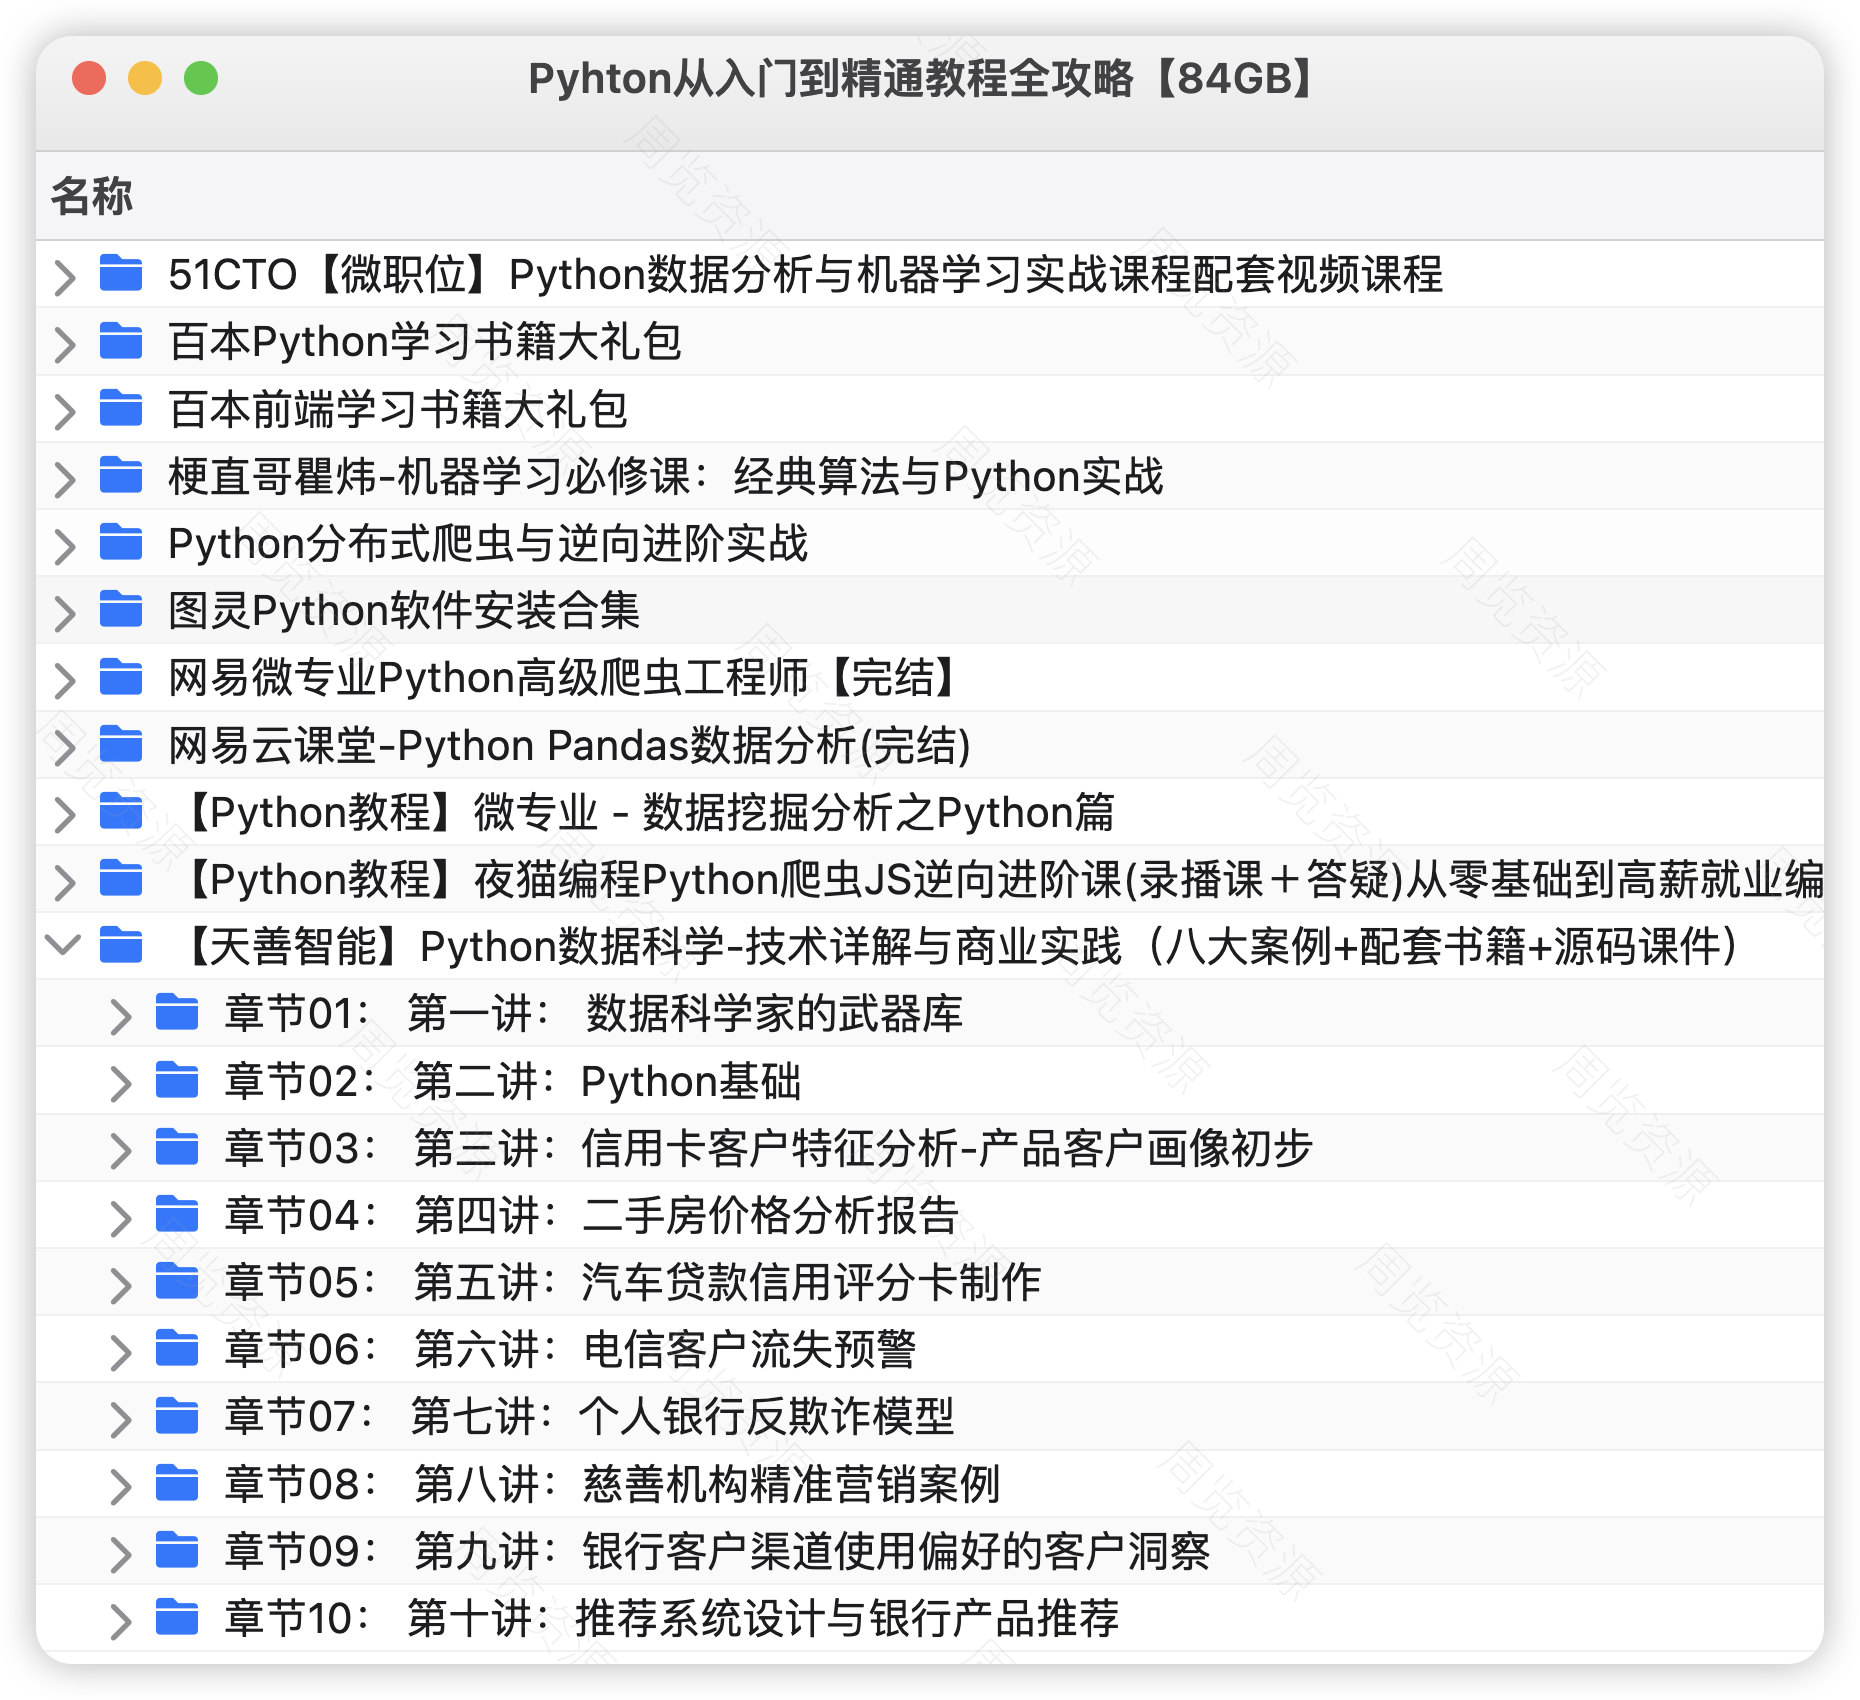 Pyhton从入门到精通教程全攻略【84GB】
名称
51CTO【微职位】Python数据分析与机器学习实战课程配套视频课程
百本Python学习书籍大礼包
百本前端学习书籍大礼包
梗直哥瞿炜-机器学习必修课：经典算法与Python实战
Python分布式爬虫与逆向进阶实战
图灵Python软件安装合集
网易微专业Python高级爬虫工程师【完结】
网易云课堂-Python Pandas数据分析(完结)
【Python教程】微专业 - 数据挖掘分析之Python篇
【Python教程】夜猫编程Python爬虫JS逆向进阶课(录播课＋答疑)从零基础到高薪就业编
【天善智能】Python数据科学-技术详解与商业实践（八大案例+配套书籍+源码课件）
章节01： 第一讲： 数据科学家的武器库
章节02： 第二讲：Python基础
章节03： 第三讲：信用卡客户特征分析-产品客户画像初步
章节04： 第四讲：二手房价格分析报告
章节05： 第五讲：汽车贷款信用评分卡制作
章节06： 第六讲：电信客户流失预警
章节07： 第七讲：个人银行反欺诈模型
章节08： 第八讲：慈善机构精准营销案例
章节09： 第九讲：银行客户渠道使用偏好的客户洞察
章节10： 第十讲：推荐系统设计与银行产品推荐
周览资源